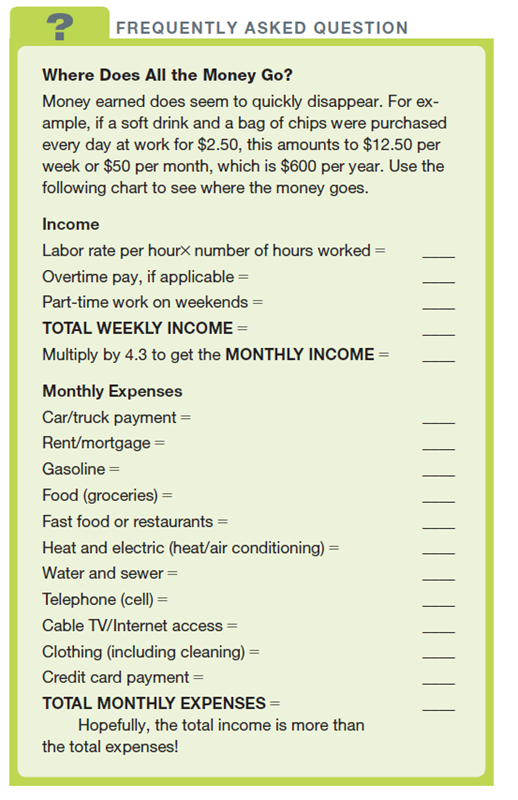 ?
FREQUENTLY ASKED QUESTION
Where Does All the Money Go?
Money earned does seem to quickly disappear. For ex-
ample, if a soft drink and a bag of chips were purchased
every day at work for $2.50, this amounts to $12.50 per
week or $50 per month, which is $600 per year. Use the
following chart to see where the money goes.
Income
Labor rate per hour× number of hours worked = ____
Overtime pay, if applicable = ____
Part-time work on weekends = ____
TOTAL WEEKLY INCOME = ____
Multiply by 4.3 to get the MONTHLY INCOME = ____
Monthly Expenses
Car/truck payment = ____
Rent/mortgage = ____
Gasoline = ____
Food (groceries) = ____
Fast food or restaurants = ____
Heat and electric (heat/air conditioning) = ____
Water and sewer = ____
Telephone (cell) = ____
Cable TV/Internet access = ____
Clothing (including cleaning) = ____
Credit card payment = ____
TOTAL MONTHLY EXPENSES = ____
Hopefully, the total income is more than
the total expenses!